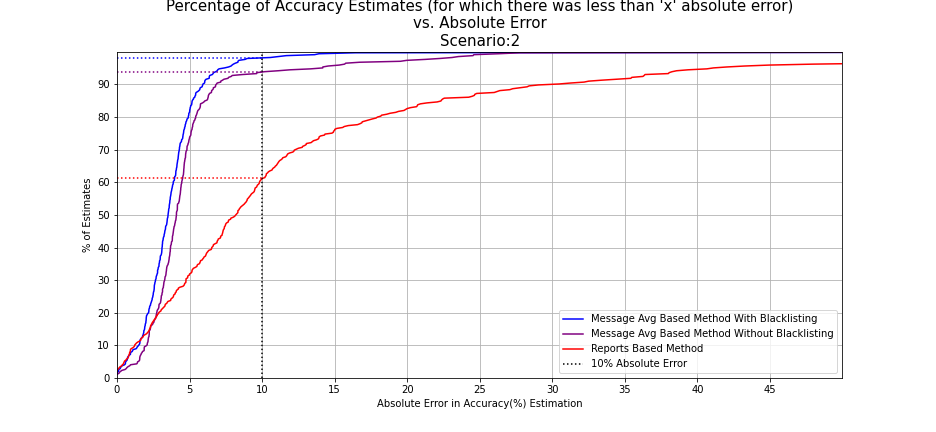 Percentage of Accuracy Estimates (for which there was less than 'x' absolute error)
vs. Absolute Error
Scenario:2
% of Estimates
90
80
70
60
50
40
30
20
10
0
0 5 10 15 20 25 30 35 40 45
Absolute Error in Accuracy(%) Estimation
Message Avg Based Method With Blacklisting
Message Avg Based Method Without Blacklisting
Reports Based Method
10% Absolute Error